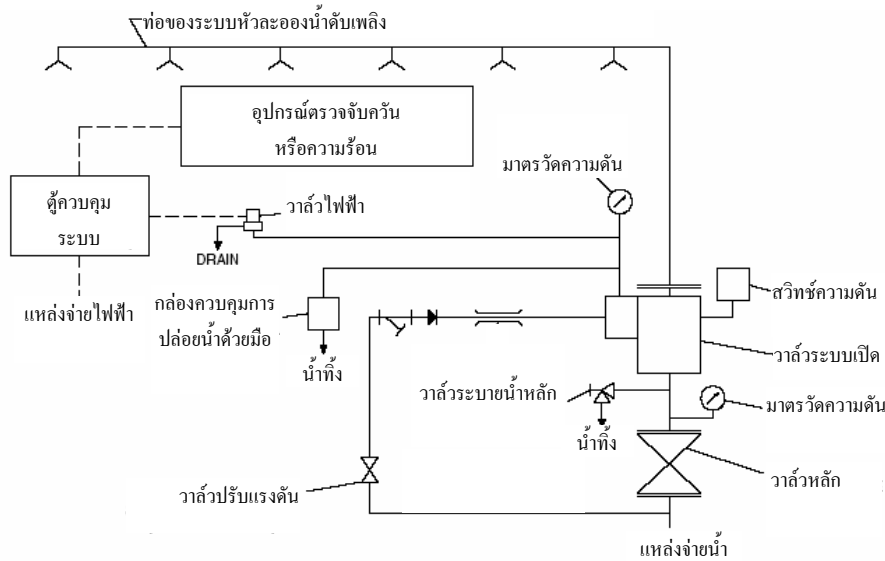 ท่อของระบบหัวละอองน้ำดับเพลิง
อุปกรณ์ตรวจจับควัน
หรือความร้อน
มาตรวัดความดัน
ตู้ควบคุม
ระบบ
วาล์วไฟฟ้า
DRAIN
แหล่งจ่ายไฟฟ้า
กล่องควบคุมการ
ปล่อยน้ำด้วยมือ
น้ำทิ้ง
สวิทซ์ความดัน
วาล์วระบบเปิด
วาล์วระบายน้ำหลัก
น้ำทิ้ง
มาตรวัดความดัน
วาล์วหลัก
วาล์วปรับแรงดัน
แหล่งจ่ายน้ำ